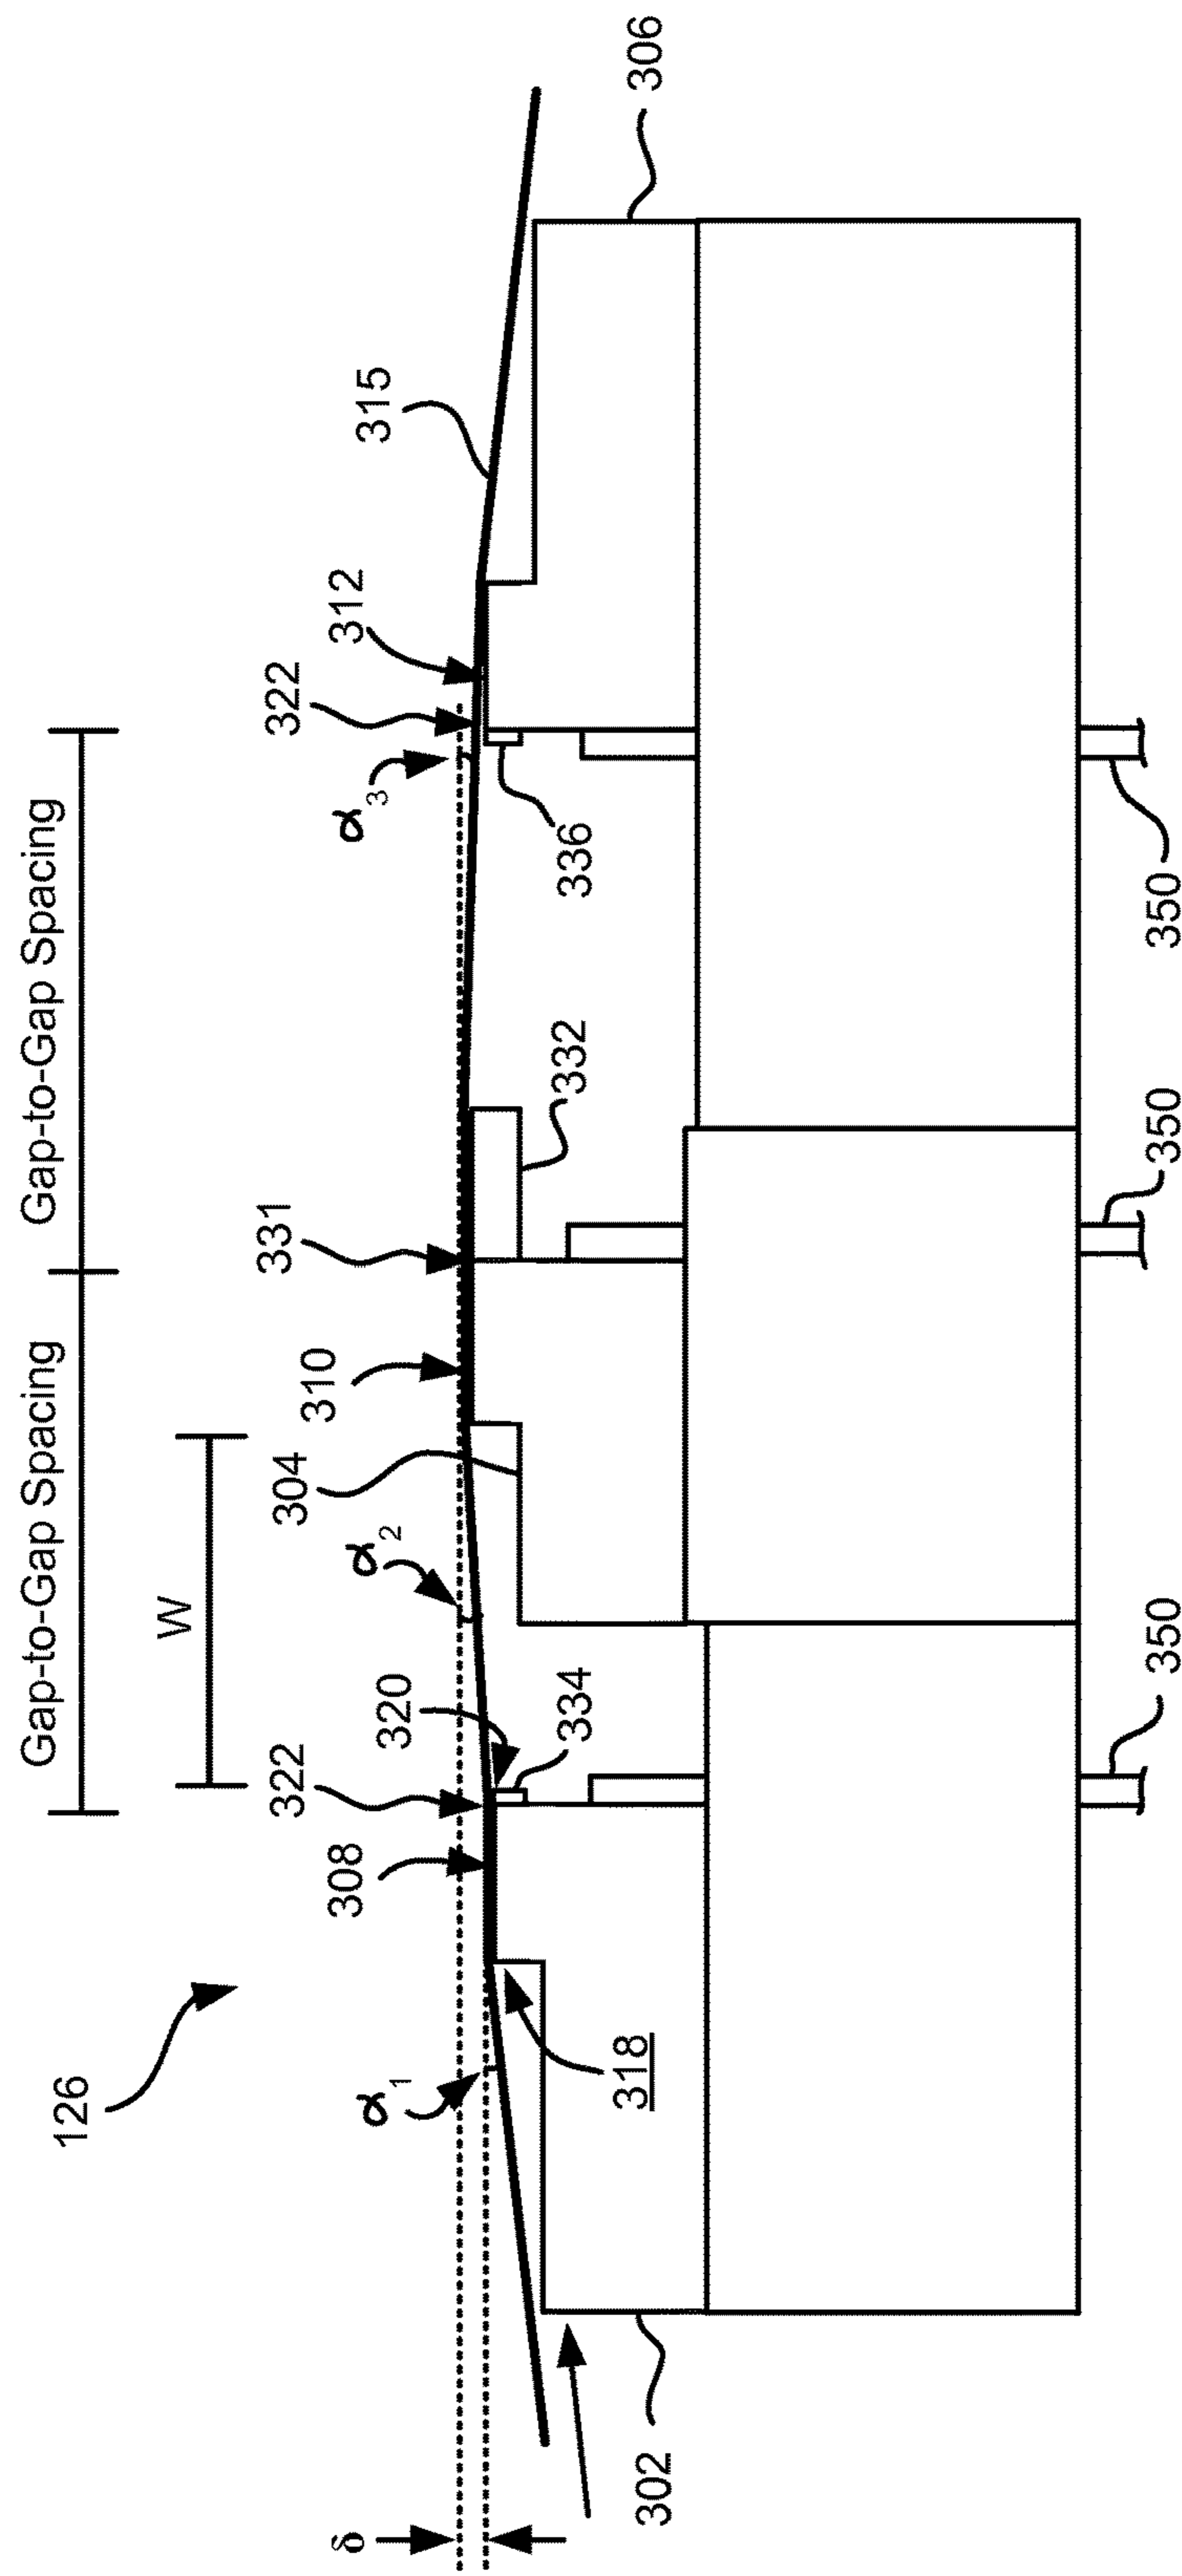 Gap-to-Gap Spacing
Gap-to-Gap Spacing
W
126
δ
α1
308
322
320
334
α2
304
310
331
332
α3
322
312
336
315
306
318
302
350
350
350